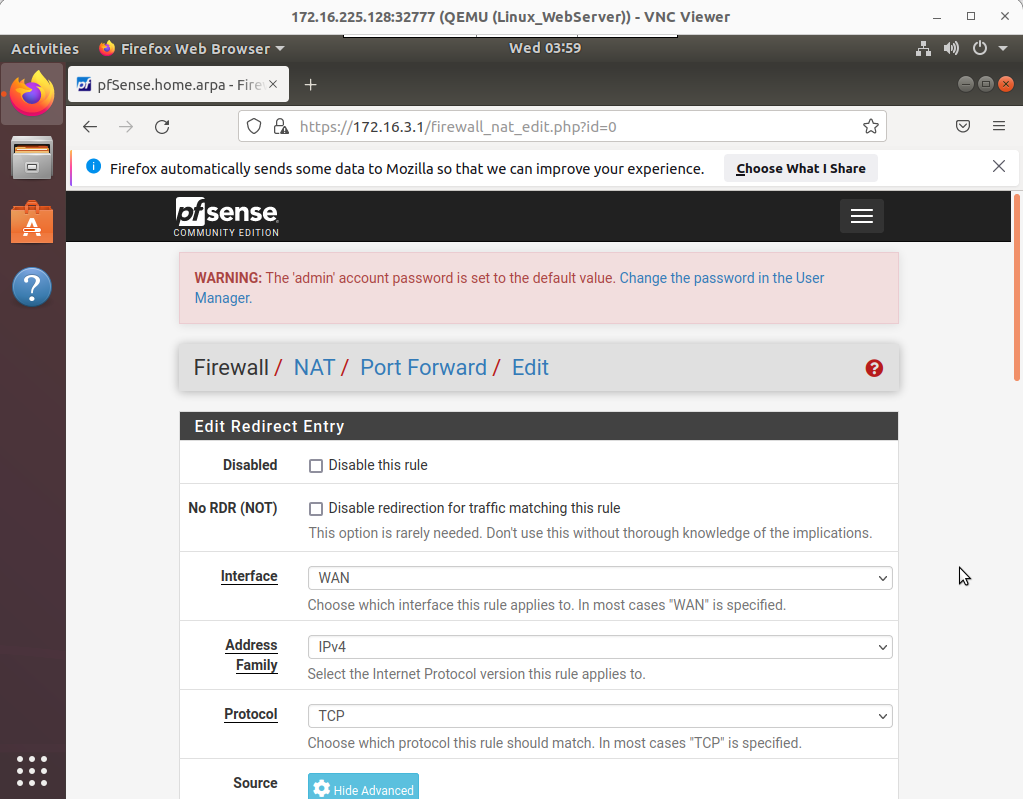 172.16.225.128:32777 (QEMU (Linux_WebServer)) - VNC Viewer
Activities Firefox Web Browser Wed 03:59
pfSense.home.arpa - Fire
https://172.16.3.1/firewall_nat_edit.php?id=0
Firefox automatically sends some data to Mozilla so that we can improve your experience. Choose What I Share
pfsense
COMMUNITY EDITION
WARNING: The 'admin' account password is set to the default value. Change the password in the User
Manager.
Firewall / NAT / Port Forward / Edit
Edit Redirect Entry
Disabled Disable this rule
No RDR (NOT) Disable redirection for traffic matching this rule
This option is rarely needed. Don't use this without thorough knowledge of the implications.
Interface WAN
Choose which interface this rule applies to. In most cases "WAN" is specified.
Address
Family
IPv4
Select the Internet Protocol version this rule applies to.
Protocol TCP
Choose which protocol this rule should match. In most cases "TCP" is specified.
Source Hide Advanced